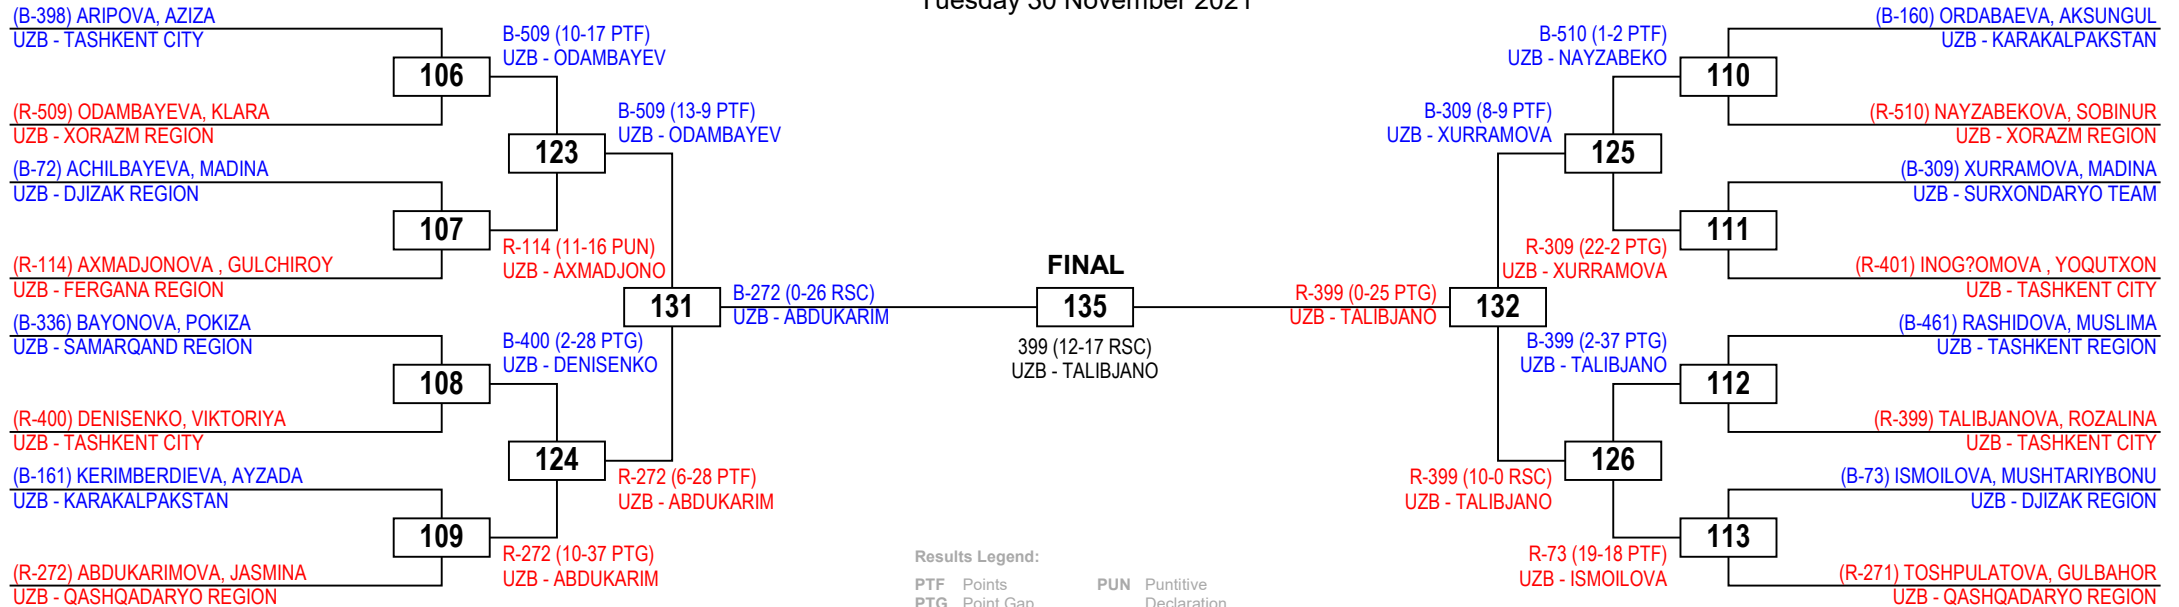 Tuesday 30 November 2021
(B-398) ARIPOVA, AZIZA
UZB - TASHKENT CITY
106
(R-509) ODAMBAYEVA, KLARA
UZB - XORAZM REGION
B-509 (10-17 PTF)
UZB - ODAMBAYEV
123
B-509 (13-9 PTF)
UZB - ODAMBAYEV
(B-72) ACHILBAYEVA, MADINA
UZB - DJIZAK REGION
107
(R-114) AXMADJONOVA , GULCHIROY
UZB - FERGANA REGION
R-114 (11-16 PUN)
UZB - AXMADJONO
131
B-272 (0-26 RSC)
UZB - ABDUKARIM
(B-336) BAYONOVA, POKIZA
UZB - SAMARQAND REGION
108
(R-400) DENISENKO, VIKTORIYA
UZB - TASHKENT CITY
B-400 (2-28 PTG)
UZB - DENISENKO
124
R-272 (6-28 PTF)
UZB - ABDUKARIM
(B-161) KERIMBERDIEVA, AYZADA
UZB - KARAKALPAKSTAN
109
(R-272) ABDUKARIMOVA, JASMINA
UZB - QASHQADARYO REGION
R-272 (10-37 PTG)
UZB - ABDUKARIM
FINAL
135
399 (12-17 RSC)
UZB - TALIBJANO
(B-160) ORDABAEVA, AKSUNGUL
UZB - KARAKALPAKSTAN
110
(R-510) NAYZABEKOVA, SOBINUR
UZB - XORAZM REGION
B-510 (1-2 PTF)
UZB - NAYZABEKO
125
B-309 (8-9 PTF)
UZB - XURRAMOVA
(B-309) XURRAMOVA, MADINA
UZB - SURXONDARYO TEAM
111
(R-401) INOG?OMOVA , YOQUTXON
UZB - TASHKENT CITY
R-309 (22-2 PTG)
UZB - XURRAMOVA
132
R-399 (0-25 PTG)
UZB - TALIBJANO
(B-461) RASHIDOVA, MUSLIMA
UZB - TASHKENT REGION
112
(R-399) TALIBJANOVA, ROZALINA
UZB - TASHKENT CITY
B-399 (2-37 PTG)
UZB - TALIBJANO
126
R-399 (10-0 RSC)
UZB - TALIBJANO
(B-73) ISMOILOVA, MUSHTARIYBONU
UZB - DJIZAK REGION
113
(R-271) TOSHPULATOVA, GULBAHOR
UZB - QASHQADARYO REGION
R-73 (19-18 PTF)
UZB - ISMOILOVA
Results Legend:
PTF Points
PTG Point Gap
PUN Puntitive
Declaration